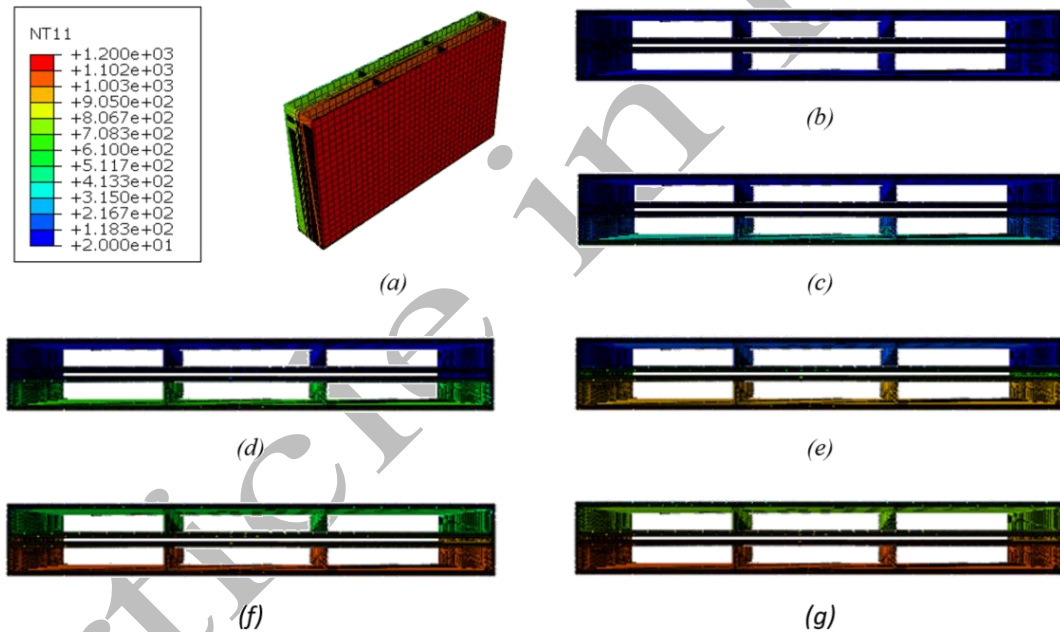 NT11
+1.200e+03
+1.102e+03
+1.003e+03
+9.050e+02
+8.067e+02
+7.083e+02
+6.100e+02
+5.117e+02
+4.133e+02
+3.150e+02
+2.167e+02
+1.183e+02
+2.000e+01
(a)
(b)
(c)
(d)
(e)
(f)
(g)
rticle in